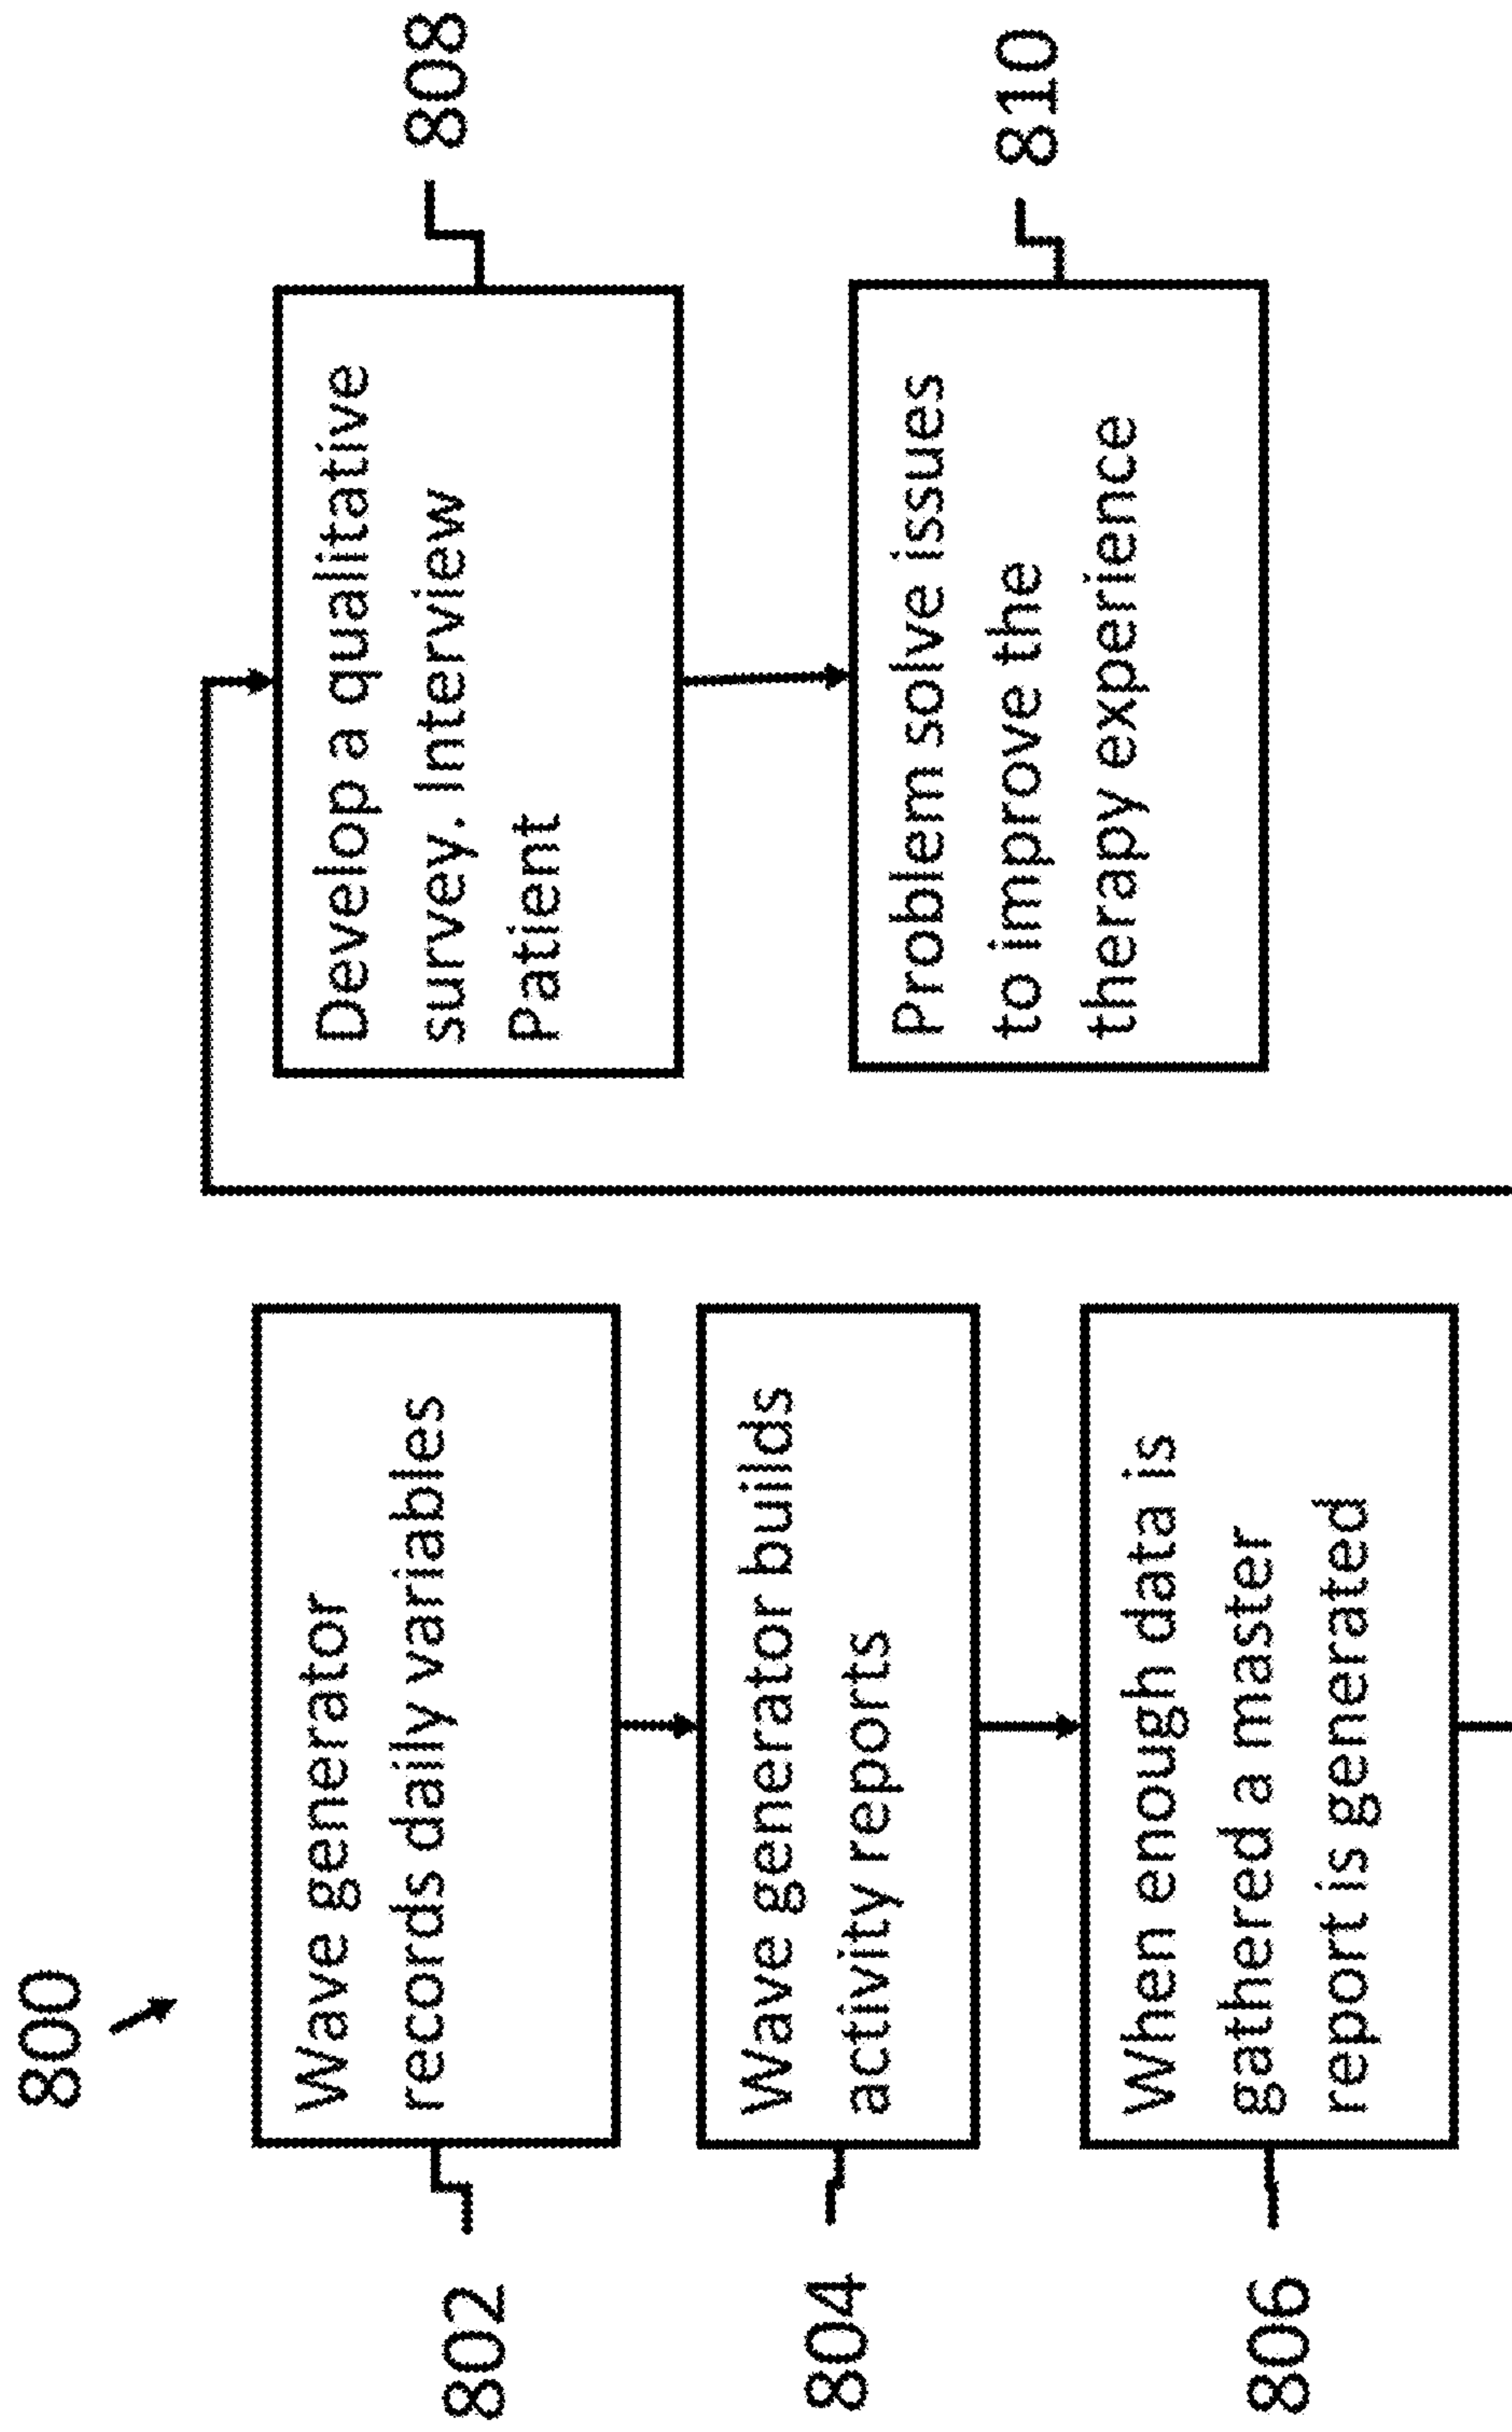 800
802
Wave generator
records daily variables
804
Wave generator builds
activity reports
806
When enough data is
gathered a master
report is generated
808
Develop a qualitative
survey. Interview
Patient
810
Problem solve issues
to improve the
therapy experience